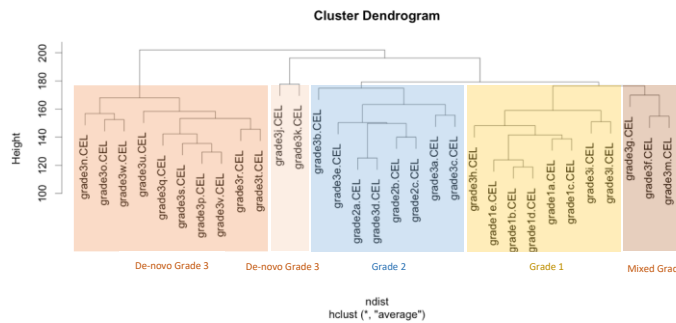 Cluster Dendrogram
Height
200
180
160
140
120
100
grade3n.CEL
grade3o.CEL
grade3w.CEL
grade3u.CEL
grade3q.CEL
grade3s.CEL
grade3p.CEL
grade3v.CEL
grade3r.CEL
grade3t.CEL
grade3j.CEL
grade3k.CEL
grade3b.CEL
grade3e.CEL
grade2a.CEL
grade3d.CEL
grade2b.CEL
grade2c.CEL
grade3a.CEL
grade3c.CEL
grade3h.CEL
grade1e.CEL
grade1b.CEL
grade1d.CEL
grade1a.CEL
grade1c.CEL
grade3i.CEL
grade3l.CEL
grade3g.CEL
grade3f.CEL
grade3m.CEL
De-novo Grade 3
De-novo Grade 3
Grade 2
Grade 1
Mixed Grac
ndist
hclust (*, "average")